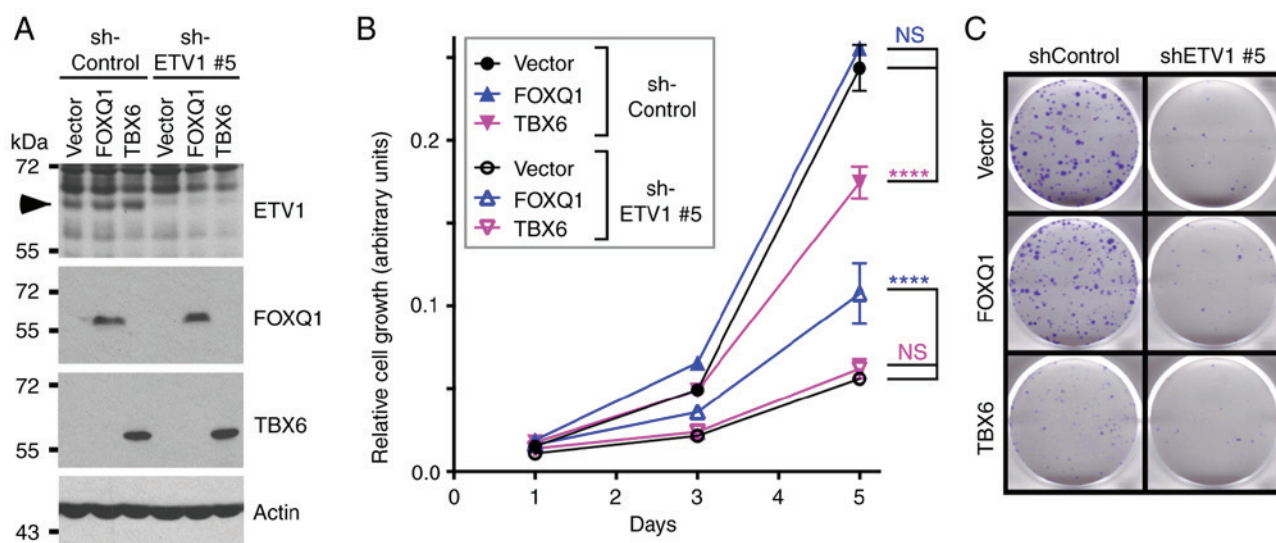 A
sh-
Control
sh-
ETV1 #5
kDa
Vector
FOXQ1
TBX6
Vector
FOXQ1
TBX6
72
55
ETV1
72
55
FOXQ1
72
55
TBX6
Actin
43
B
Relative cell growth (arbitrary units)
0.2
0.1
0.0
0
1
2
3
4
5
Days
Vector
FOXQ1
TBX6
sh-
Control
Vector
FOXQ1
TBX6
sh-
ETV1 #5
NS
****
****
NS
C
shControl
shETV1 #5
Vector
FOXQ1
TBX6